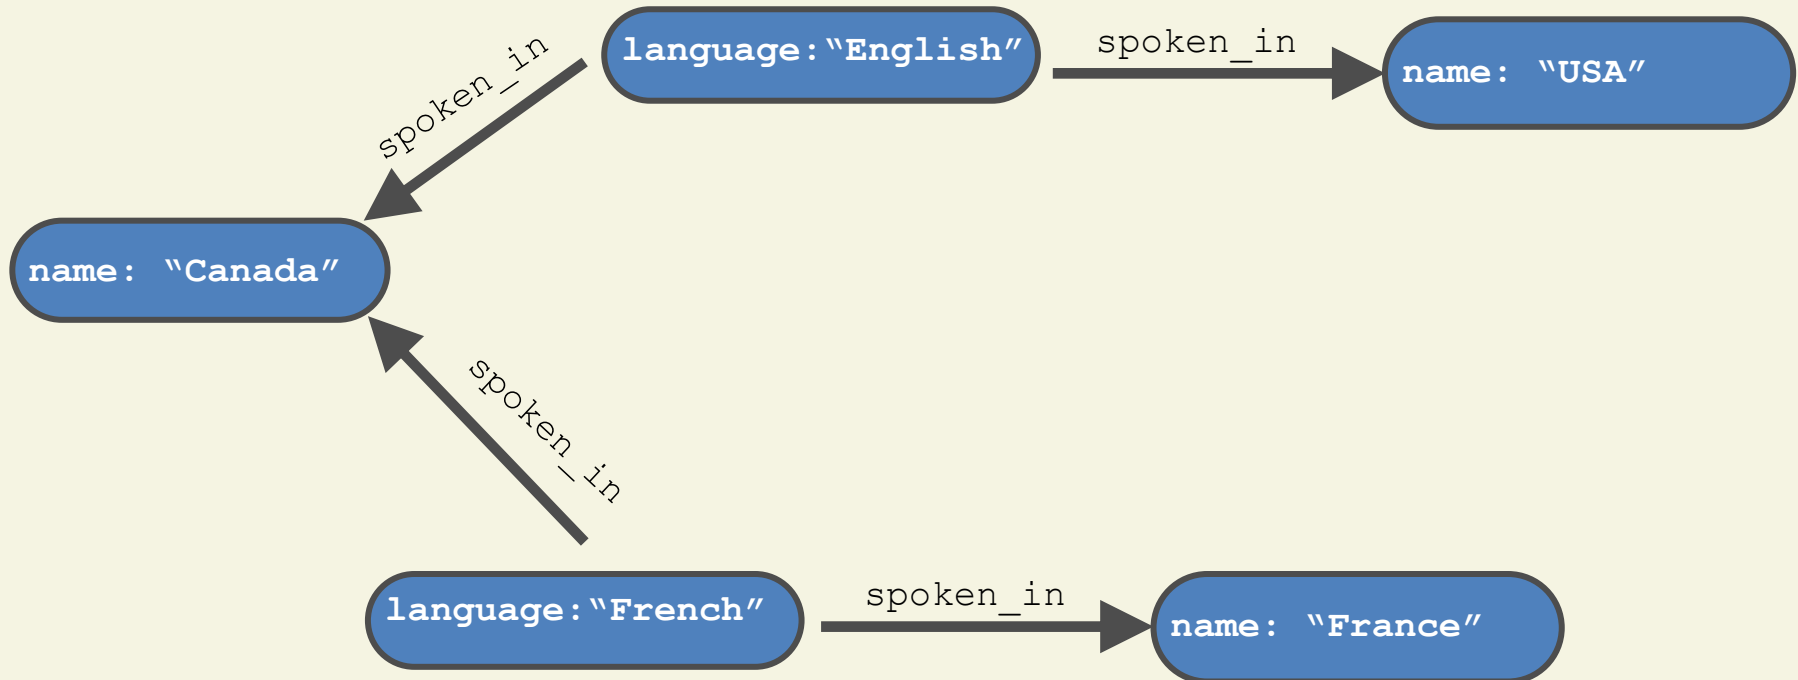 language:“English”
spoken_in
name: “USA”
spoken_in
name: “Canada”
spoken_in
language:“French”
spoken_in
name: “France”